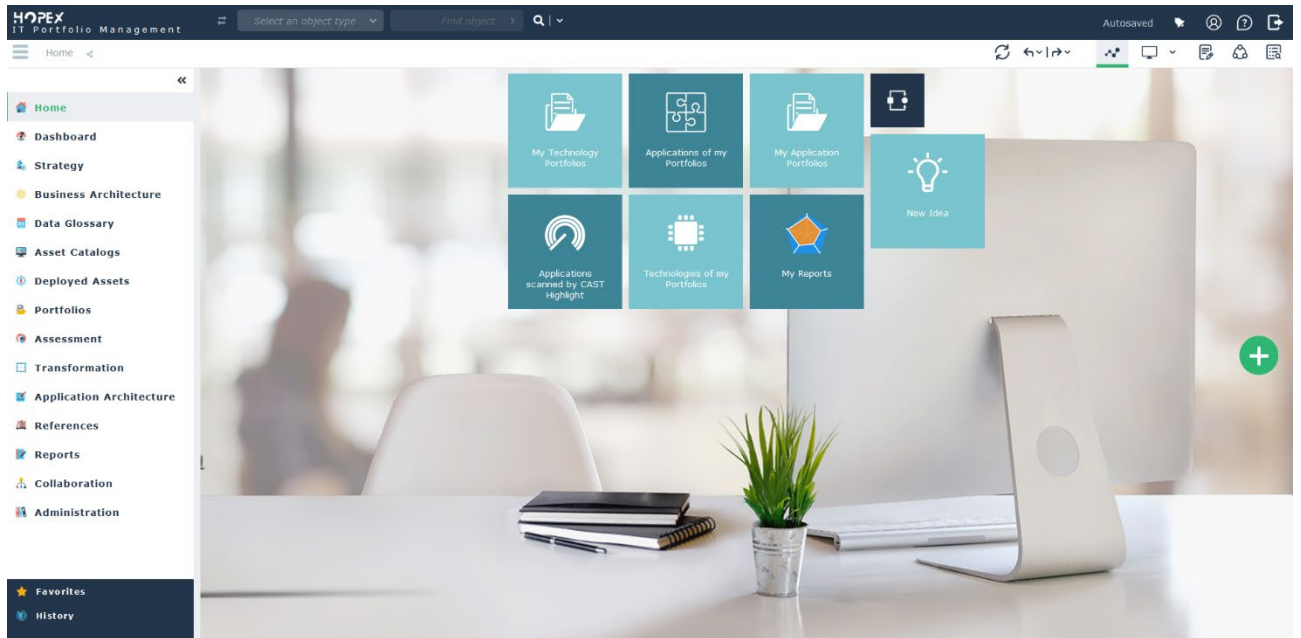 HOPEX
IT Portfolio Management
Select an object type
Find object
Autosaved
Home
Home
Dashboard
Strategy
Business Architecture
Data Glossary
Asset Catalogs
Deployed Assets
Portfolios
Assessment
Transformation
Application Architecture
References
Reports
Collaboration
Administration
Favorites
History
My Technology
Portfolios
Applications of my
Portfolios
My Application
Portfolios
New Idea
Applications
scanned by CAST
Highlight
Technologies of my
Portfolios
My Reports